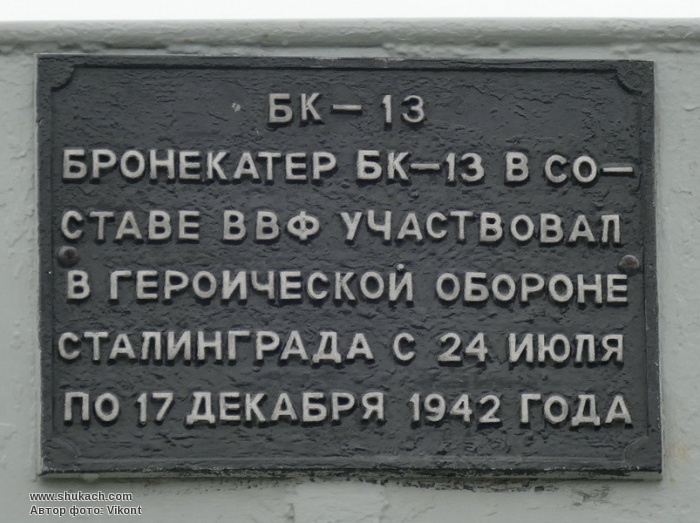 БК—13
БРОНЕКАТЕР БК—13 В СО—
СТАВЕ ВВФ УЧАСТВОВАЛ
В ГЕРОИЧЕСКОЙ ОБОРОНЕ
СТАЛИНГРАДА С 24 ИЮЛЯ
ПО 17 ДЕКАБРЯ 1942 ГОДА
www.shukach.com
Автор фото: Vikont